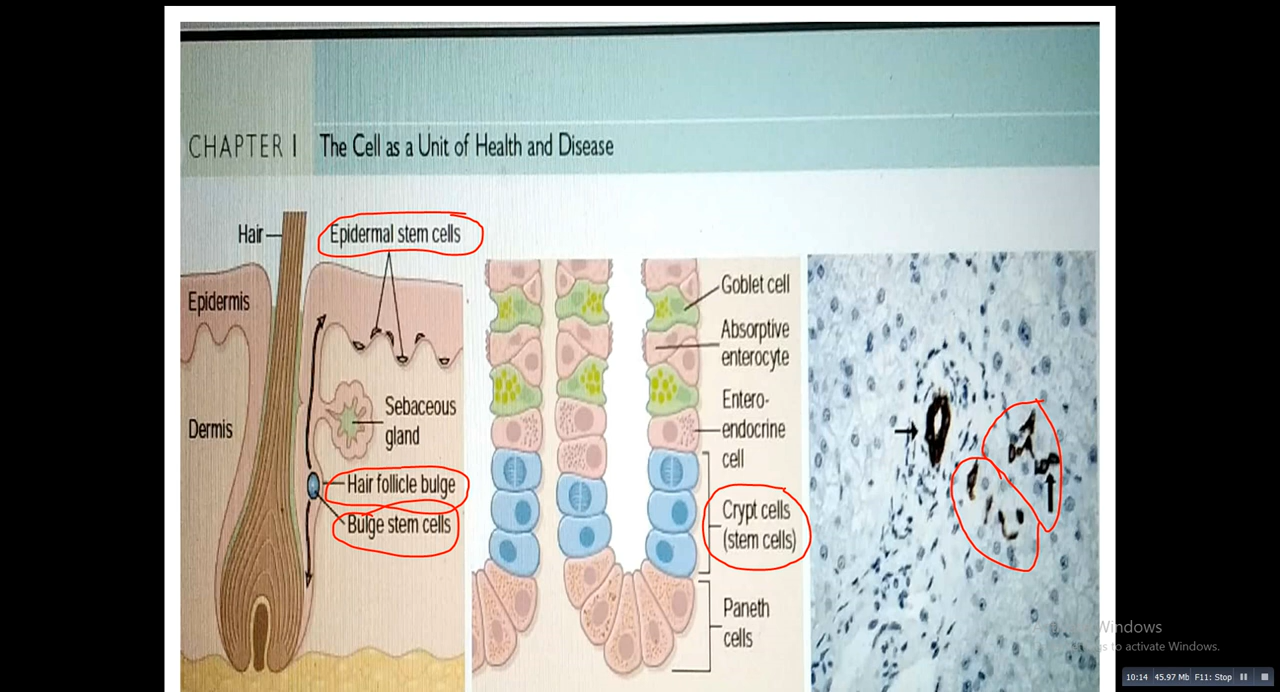 CHAPTER 1 The Cell as a Unit of Health and Disease
Hair
Epidermal stem cells
Epidermis
Dermis
Sebaceous
gland
Hair follicle bulge
Bulge stem cells
Goblet cell
Absorptive
enterocyte
Entero-
endocrine
cell
Crypt cells
(stem cells)
Paneth
cells
Windows
to activate Windows.
10:14 45.97 Mb F11: Stop